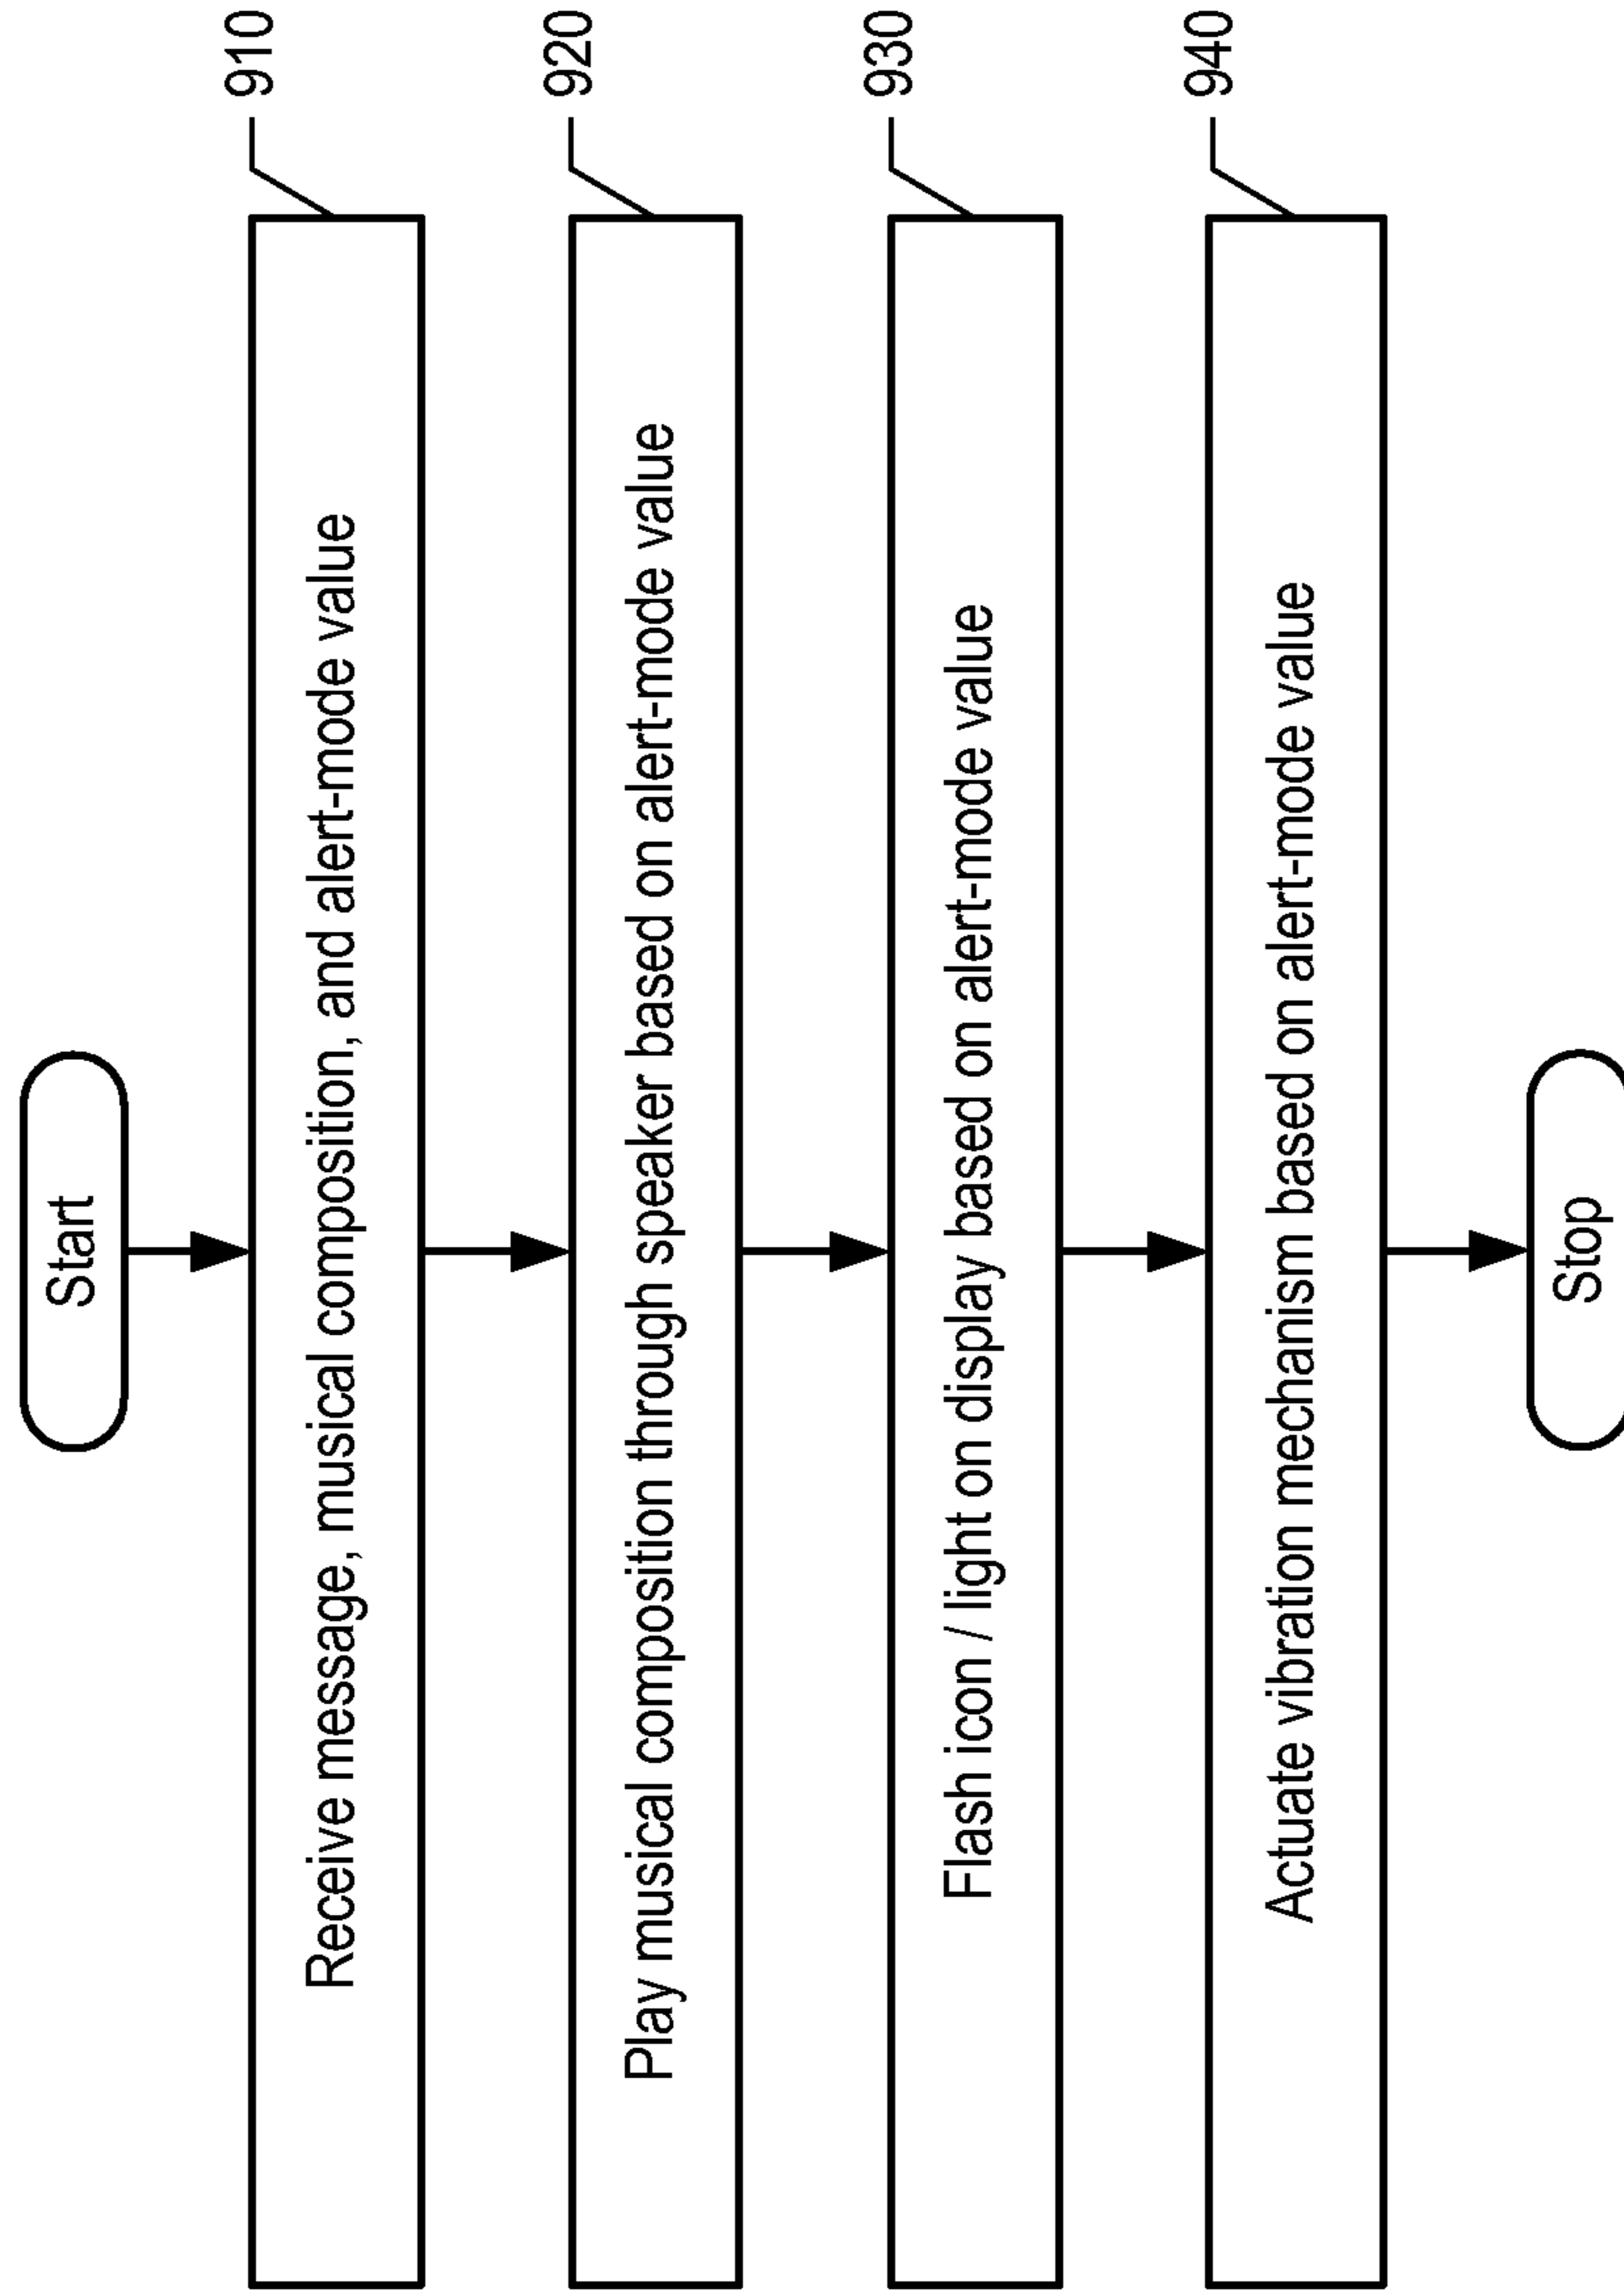 Start
910
Receive message, musical composition, and alert-mode value
920
Play musical composition through speaker based on alert-mode value
930
Flash icon / light on display based on alert-mode value
940
Actuate vibration mechanism based on alert-mode value
Stop